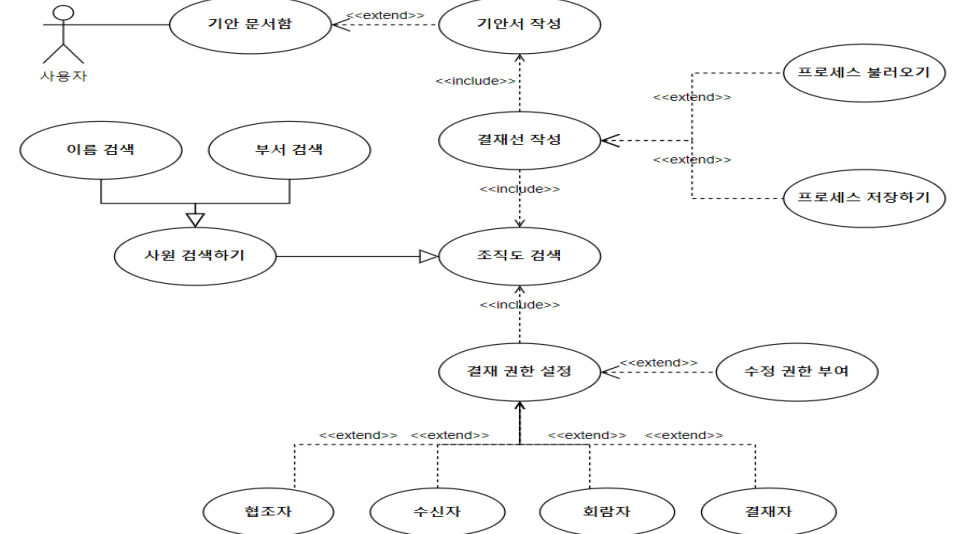 기안 문서함
<<extend>>
기안서 작성
사용자
<<include>>
프로세스 불러오기
<<extend>>
이름 검색
부서 검색
결재선 작성
<<extend>>
<<include>>
프로세스 저장하기
사원 검색하기
조직도 검색
<<include>>
결재 권한 설정
<<extend>>
수정 권한 부여
<<extend>>
<<extend>>
<<extend>>
<<extend>>
협조자
수신자
회람자
결재자